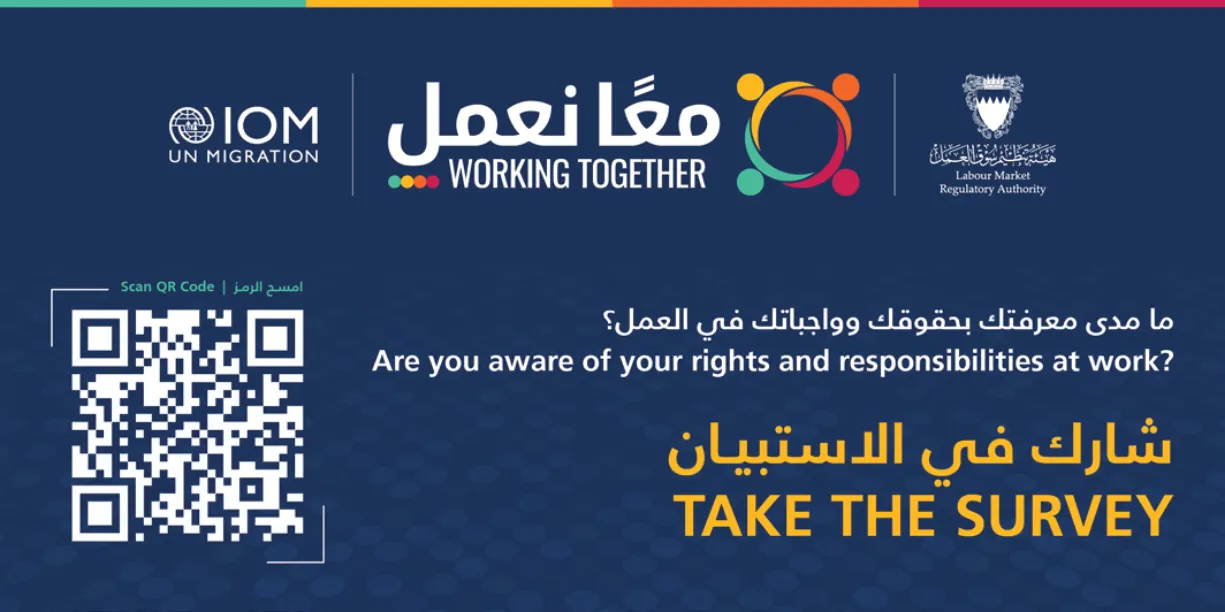 IOM
UN MIGRATION
معًا نعمل
WORKING TOGETHER
هيئة تنظيم سوق العمل
Labour Market
Regulatory Authority
Scan QR Code | امسح الرمز
ما مدى معرفتك بحقوقك وواجباتك في العمل؟
Are you aware of your rights and responsibilities at work?
شارك في الاستبيان
TAKE THE SURVEY